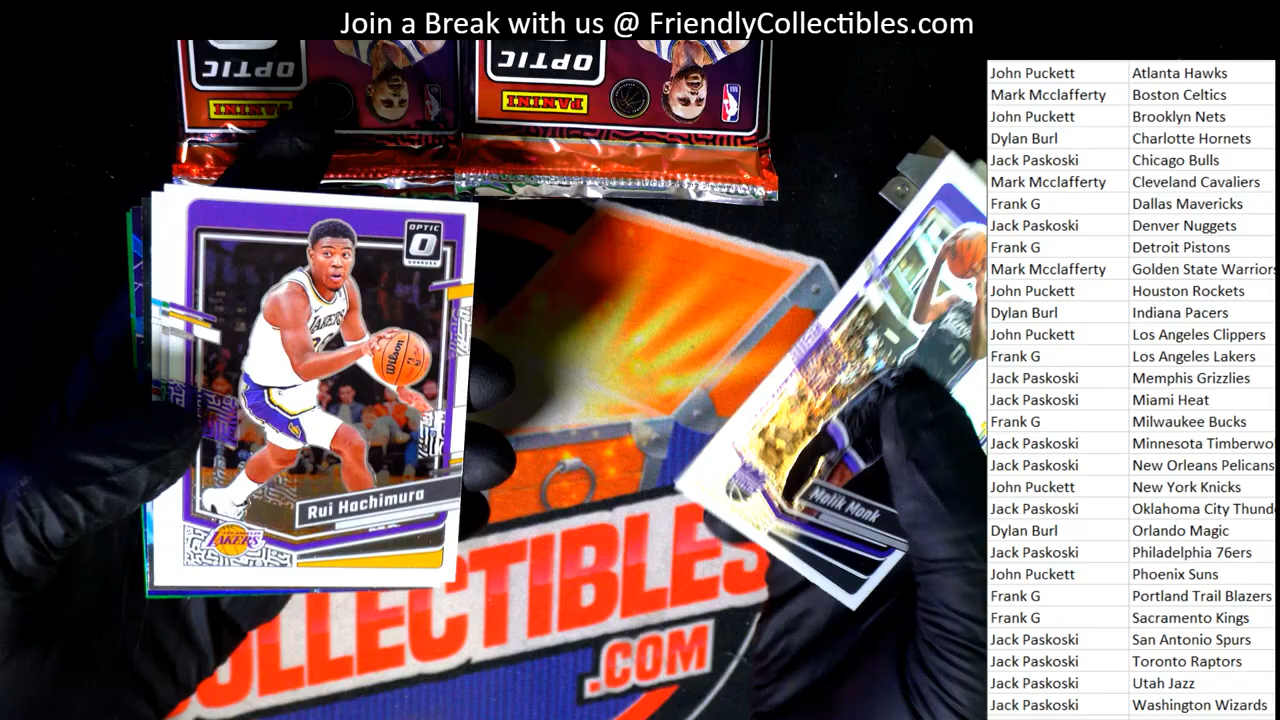 Join a Break with us @ FriendlyCollectibles.com
OPTIC
PANINI
OPTIC
PANINI
OPTIC
DONRUSS
LAKERS
Wilson
Rui Hachimura
LAKERS
Malik Monk
COLLECTIBLES
.COM
John Puckett Atlanta Hawks
Mark Mcclafferty Boston Celtics
John Puckett Brooklyn Nets
Dylan Burl Charlotte Hornets
Jack Paskoski Chicago Bulls
Mark Mcclafferty Cleveland Cavaliers
Frank G Dallas Mavericks
Jack Paskoski Denver Nuggets
Frank G Detroit Pistons
Mark Mcclafferty Golden State Warriors
John Puckett Houston Rockets
Dylan Burl Indiana Pacers
John Puckett Los Angeles Clippers
Frank G Los Angeles Lakers
Jack Paskoski Memphis Grizzlies
Jack Paskoski Miami Heat
Frank G Milwaukee Bucks
Jack Paskoski Minnesota Timberwo
Jack Paskoski New Orleans Pelicans
John Puckett New York Knicks
Jack Paskoski Oklahoma City Thund
Dylan Burl Orlando Magic
Jack Paskoski Philadelphia 76ers
John Puckett Phoenix Suns
Frank G Portland Trail Blazers
Frank G Sacramento Kings
Jack Paskoski San Antonio Spurs
Jack Paskoski Toronto Raptors
Jack Paskoski Utah Jazz
Jack Paskoski Washington Wizards